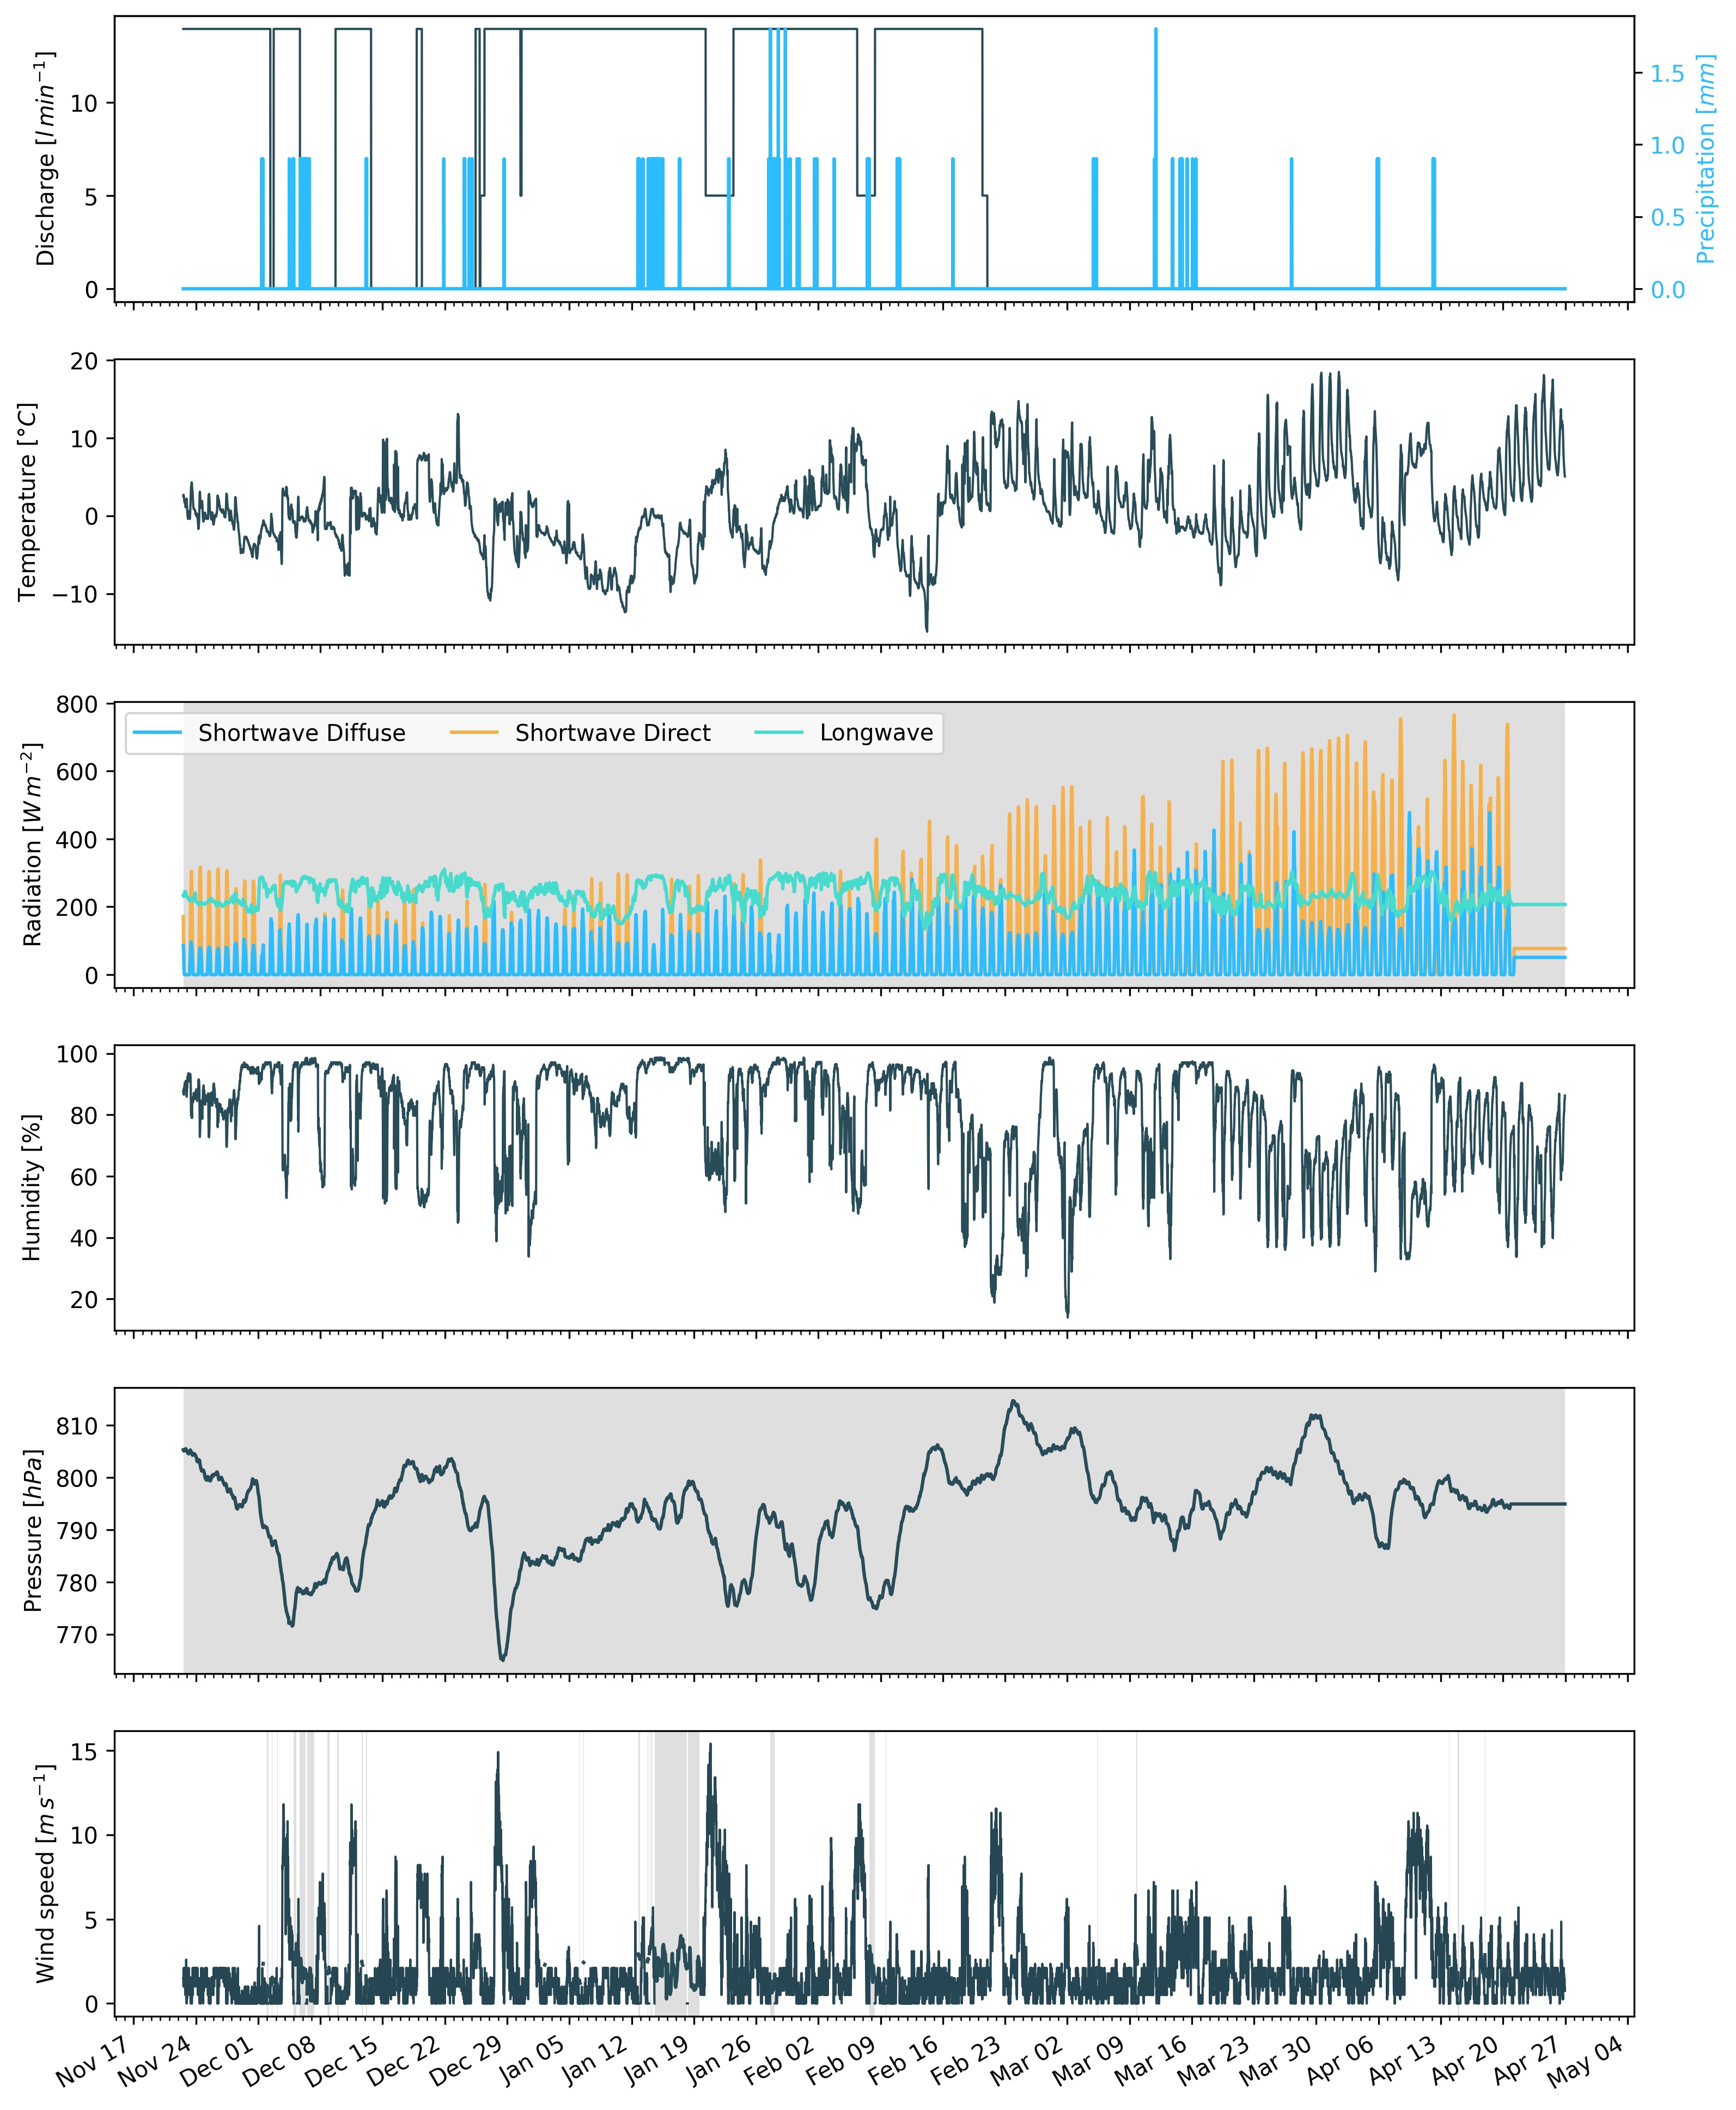 Discharge [l min⁻¹]
10
5
0
1.5
1.0
0.5
0.0
Precipitation [mm]
Temperature [°C]
20
10
0
−10
Radiation [W m⁻²]
800
600
400
200
0
Shortwave Diffuse
Shortwave Direct
Longwave
Humidity [%]
100
80
60
40
20
Pressure [hPa]
810
800
790
780
770
Wind speed [m s⁻¹]
15
10
5
0
Nov 17
Nov 24
Dec 01
Dec 08
Dec 15
Dec 22
Dec 29
Jan 05
Jan 12
Jan 19
Jan 26
Feb 02
Feb 09
Feb 16
Feb 23
Mar 02
Mar 09
Mar 16
Mar 23
Mar 30
Apr 06
Apr 13
Apr 20
Apr 27
May 04